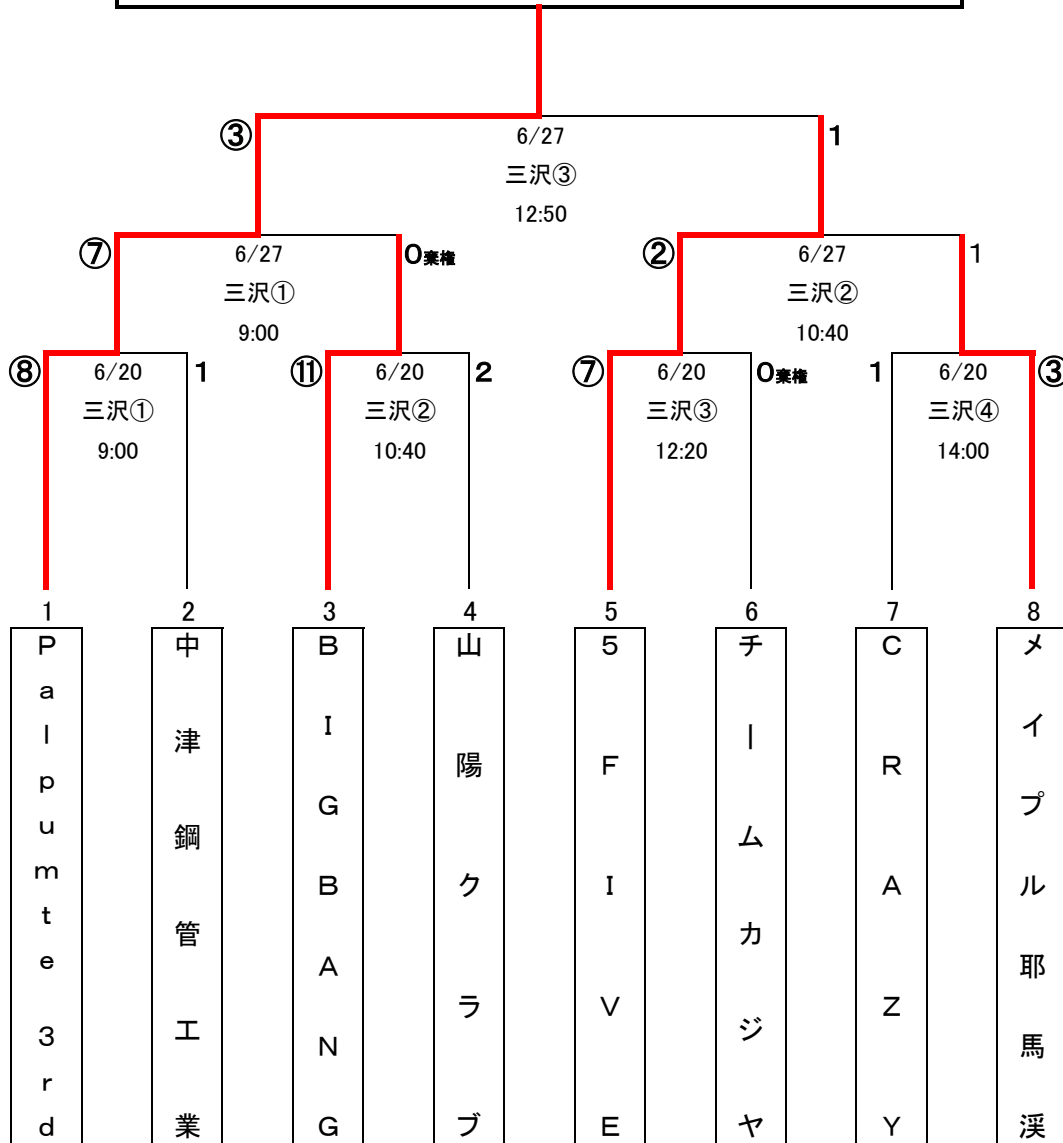 ③
6/27
1
三沢③
12:50
⑦
6/27
0棄権
②
6/27
1
三沢①
三沢②
9:00
10:40
⑧
6/20
1
⑪
6/20
2
⑦
6/20
0棄権
1
6/20
③
三沢①
三沢②
三沢③
三沢④
9:00
10:40
12:20
14:00
1
2
3
4
5
6
7
8
Palpumte 3rd
中津鋼管工業
BIGBANG
山陽クラブ
5FIVE
チームカジヤ
CRAZY
メイプル耶馬渓